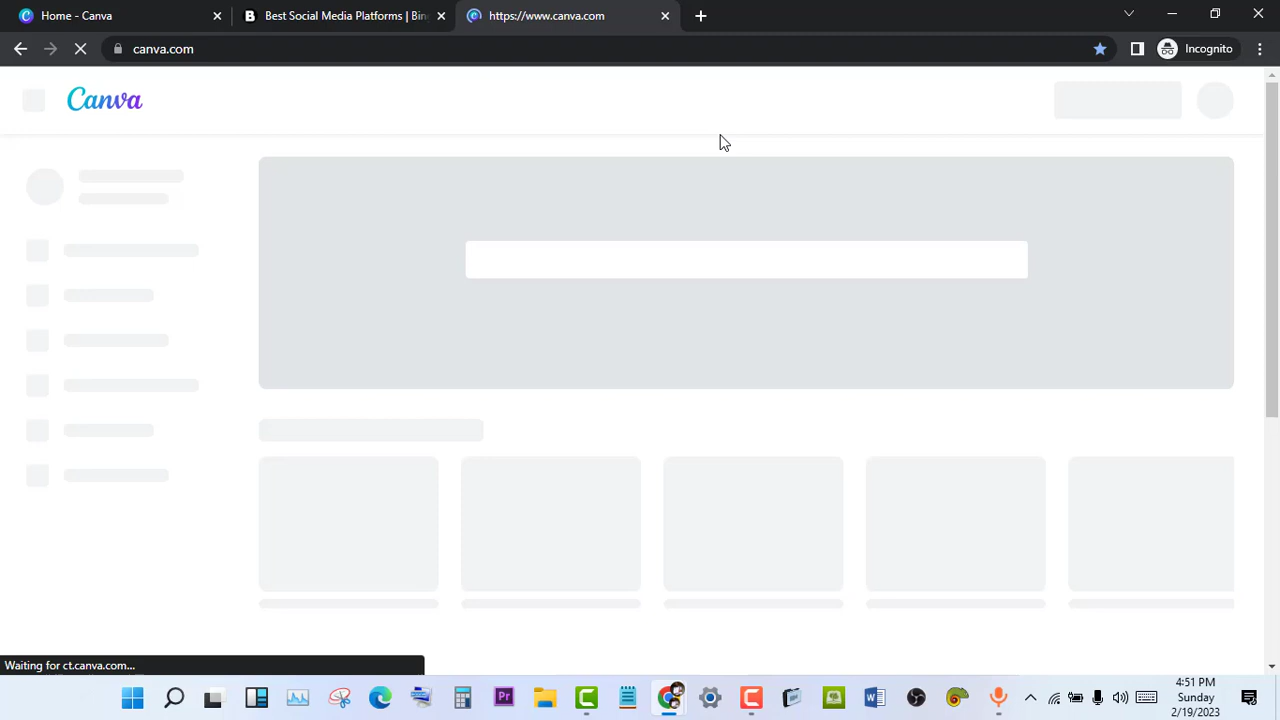 Home - Canva
Best Social Media Platforms | Bin
https://www.canva.com
canva.com
Incognito
Canva
Waiting for ct.canva.com...
Pr
4:51 PM
Sunday
2/19/2023